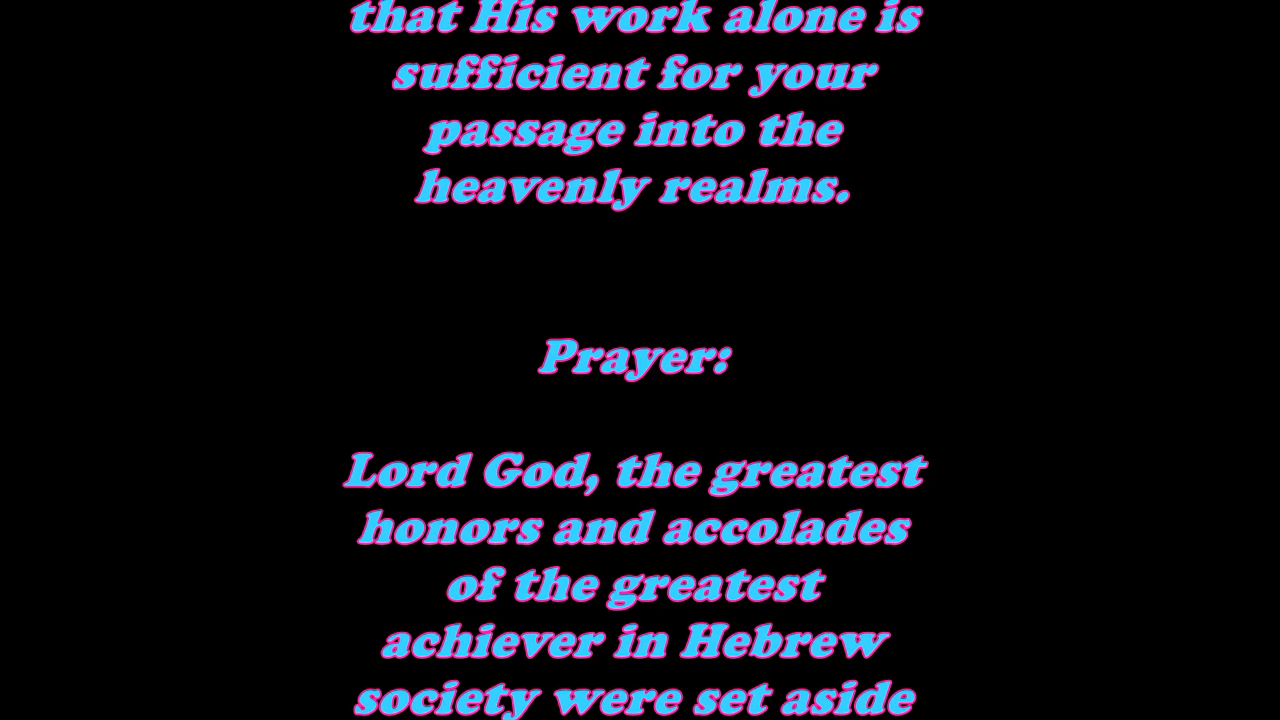 that His work alone is
sufficient for your
passage into the
heavenly realms.
Prayer:
Lord God, the greatest
honors and accolades
of the greatest
achiever in Hebrew
society were set aside